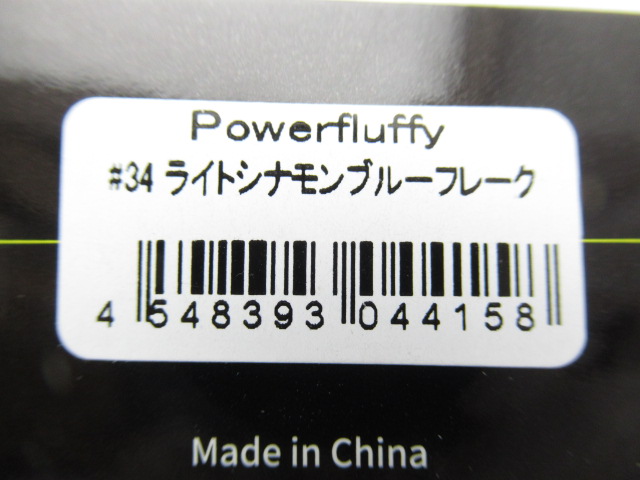 Powerfluffy
#34 ライトシナモンブルーフレーク
4 548393 044158
Made in China